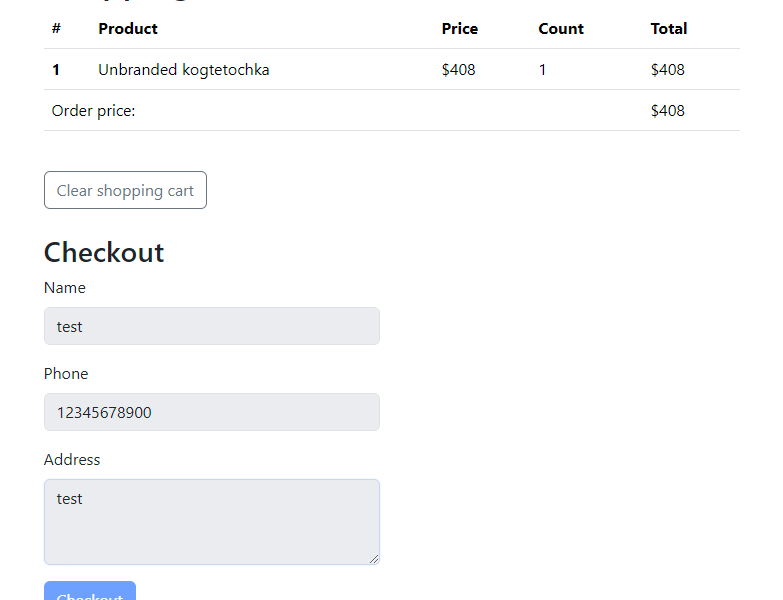 # Product Price Count Total
1 Unbranded kogtetochka $408 1 $408
Order price: $408
Clear shopping cart
Checkout
Name
test
Phone
12345678900
Address
test
Checkout